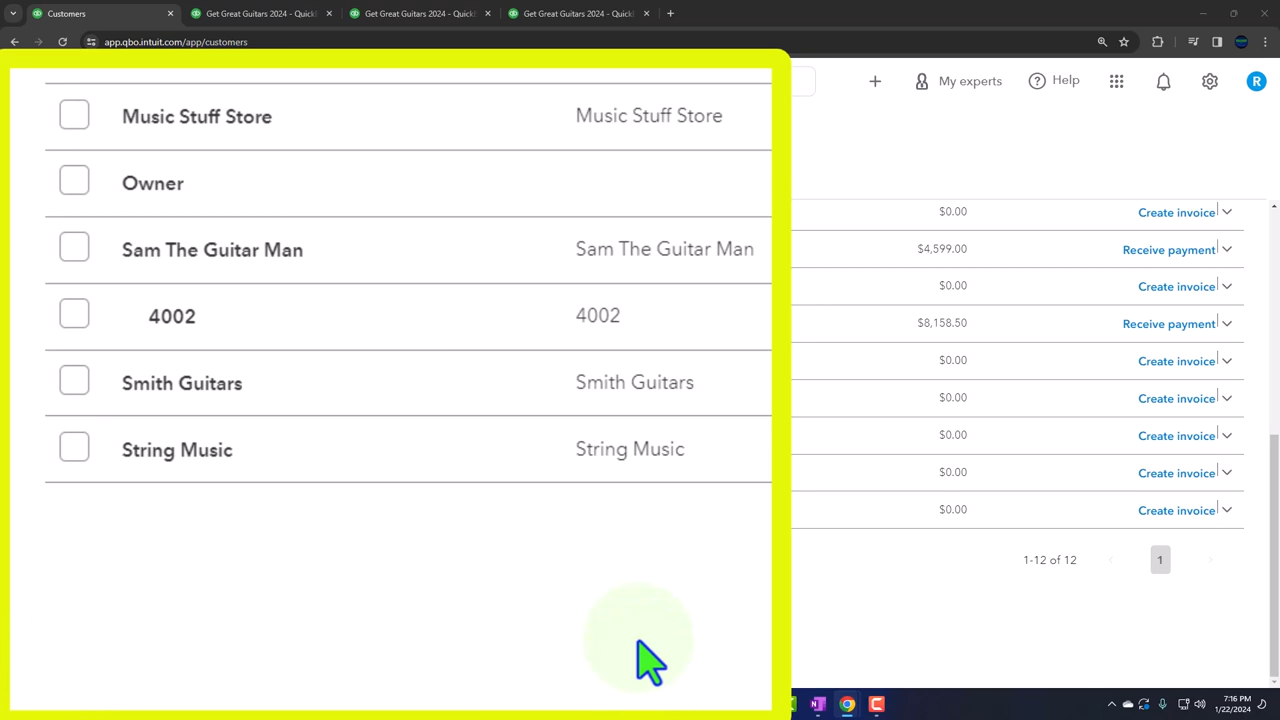 Customers
Get Great Guitars 2024 - Quick
Get Great Guitars 2024 - Quick
Get Great Guitars 2024 - Quick
app.qbo.intuit.com/app/customers
My experts
Help
R
Music Stuff Store Music Stuff Store
Owner
Sam The Guitar Man Sam The Guitar Man
4002 4002
Smith Guitars Smith Guitars
String Music String Music
$0.00 Create invoice
$4,599.00 Receive payment
$0.00 Create invoice
$8,158.50 Receive payment
$0.00 Create invoice
$0.00 Create invoice
$0.00 Create invoice
$0.00 Create invoice
$0.00 Create invoice
1-12 of 12 1
7:16 PM
1/22/2024